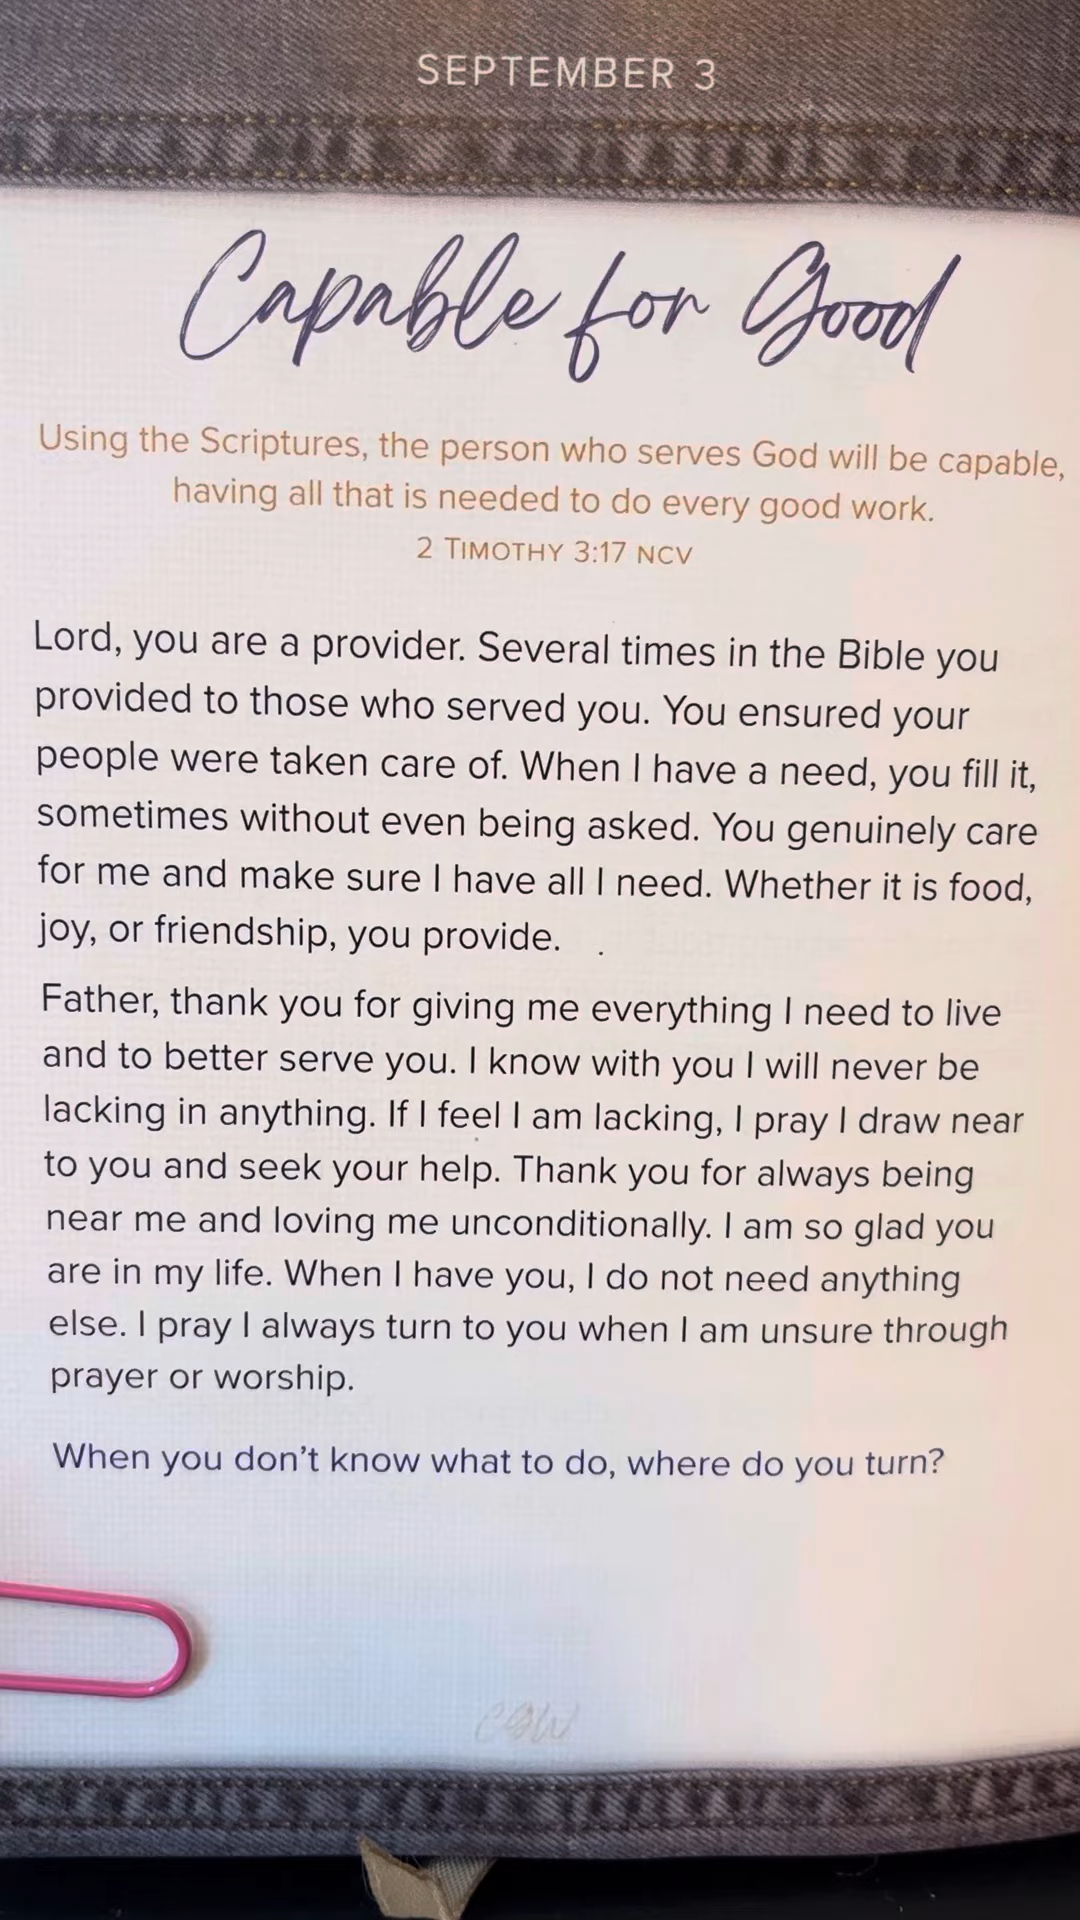 SEPTEMBER 3
Capable for Good
Using the Scriptures, the person who serves God will be capable,
having all that is needed to do every good work.
2 TIMOTHY 3:17 NCV
Lord, you are a provider. Several times in the Bible you
provided to those who served you. You ensured your
people were taken care of. When I have a need, you fill it,
sometimes without even being asked. You genuinely care
for me and make sure I have all I need. Whether it is food,
joy, or friendship, you provide.
Father, thank you for giving me everything I need to live
and to better serve you. I know with you I will never be
lacking in anything. If I feel I am lacking, I pray I draw near
to you and seek your help. Thank you for always being
near me and loving me unconditionally. I am so glad you
are in my life. When I have you, I do not need anything
else. I pray I always turn to you when I am unsure through
prayer or worship.
When you don't know what to do, where do you turn?